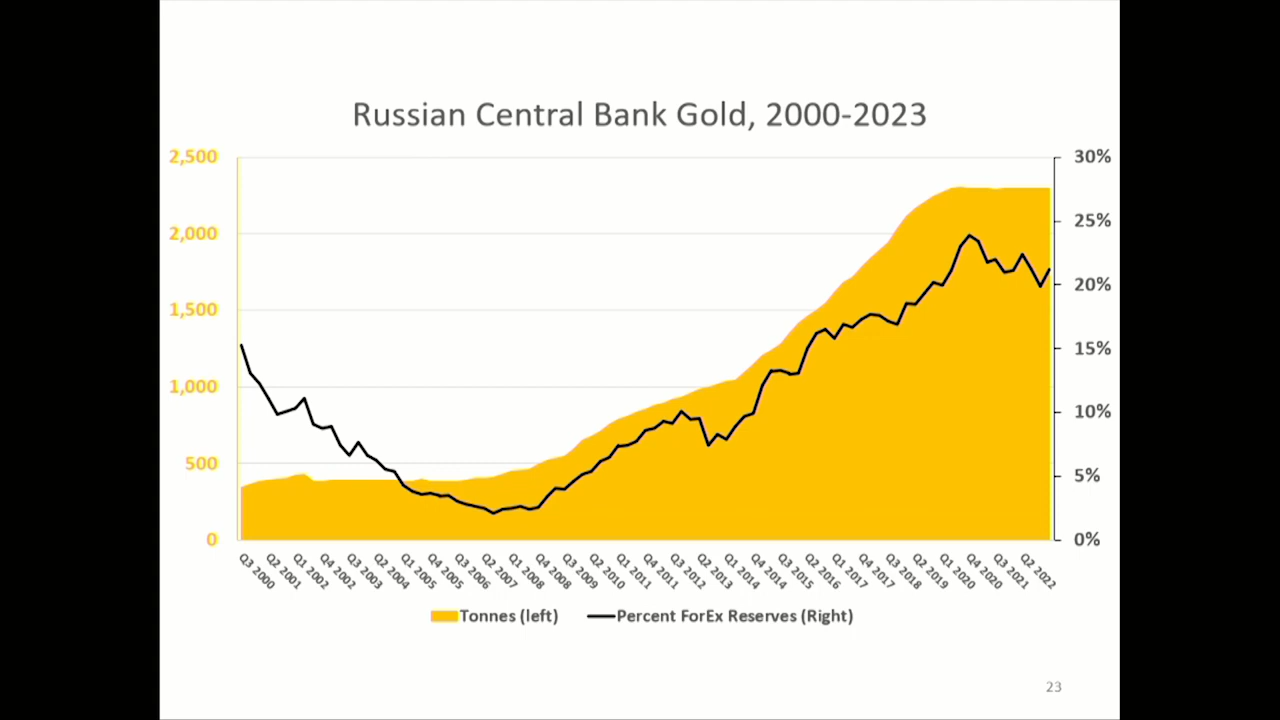 Russian Central Bank Gold, 2000-2023
2,500
2,000
1,500
1,000
500
0
30%
25%
20%
15%
10%
5%
0%
Q3 2000
Q2 2001
Q1 2002
Q4 2002
Q3 2003
Q2 2004
Q1 2005
Q4 2005
Q3 2006
Q2 2007
Q1 2008
Q4 2008
Q3 2009
Q2 2010
Q1 2011
Q4 2011
Q3 2012
Q2 2013
Q1 2014
Q4 2014
Q3 2015
Q2 2016
Q1 2017
Q4 2017
Q3 2018
Q2 2019
Q1 2020
Q4 2020
Q3 2021
Q2 2022
Tonnes (left)
Percent ForEx Reserves (Right)
23